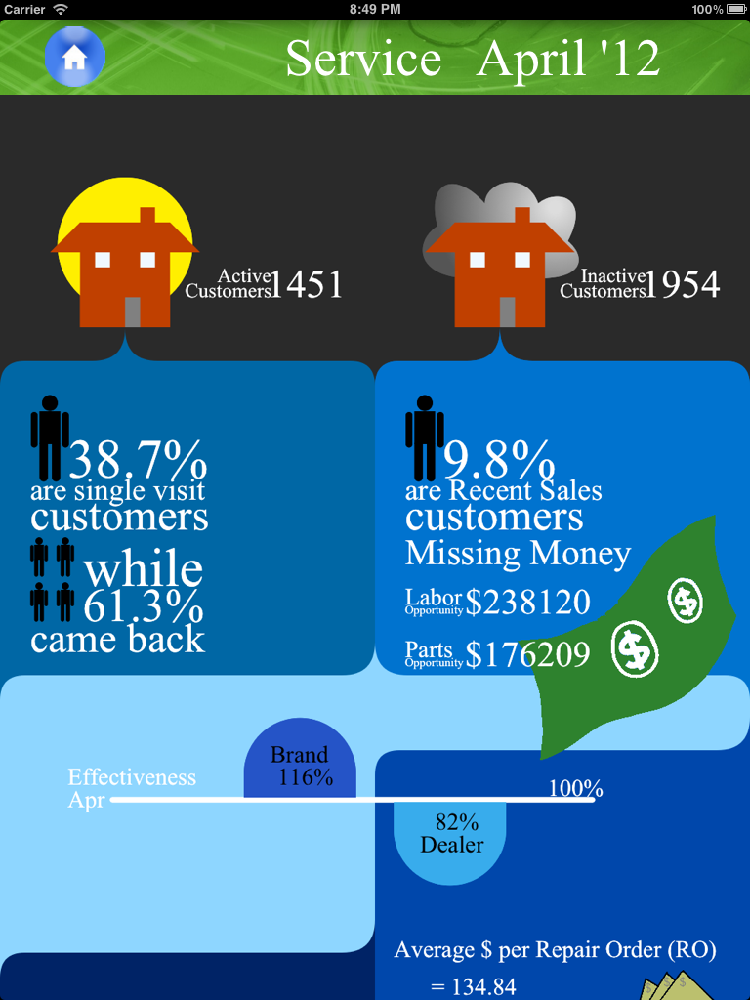 Carrier 8:49 PM 100%
Service April '12
Active
Customers 1451
Inactive
Customers 1954
38.7%
are single visit
customers
while
61.3%
came back
9.8%
are Recent Sales
customers
Missing Money
Labor
Opportunity $238120
Parts
Opportunity $176209
$
$
Brand
116%
Effectiveness
Apr
100%
82%
Dealer
Average $ per Repair Order (RO)
= 134.84
$ $ $